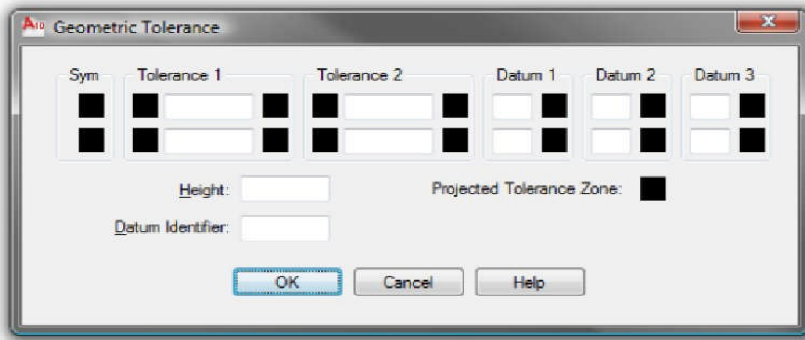 A10 Geometric Tolerance
Sym Tolerance 1 Tolerance 2 Datum 1 Datum 2 Datum 3
Height: Projected Tolerance Zone:
Datum Identifier:
OK Cancel Help